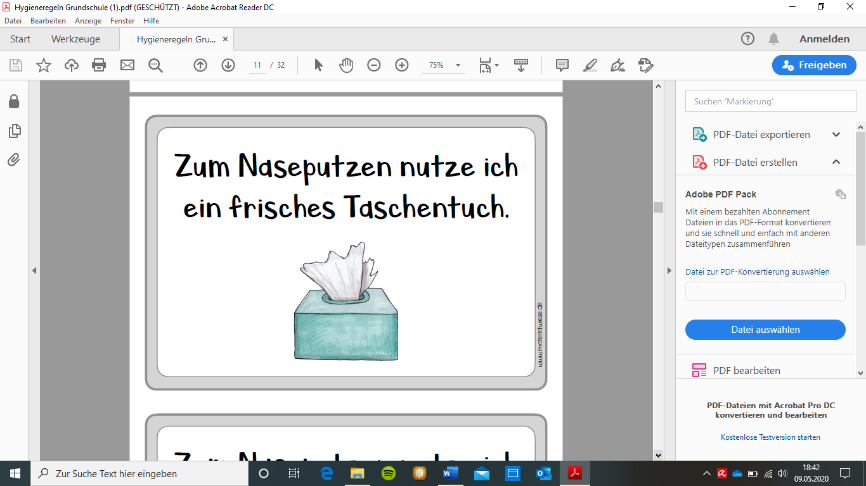 Hygieneregeln Grundschule (1).pdf (GESCHÜTZT) - Adobe Acrobat Reader DC
Datei Bearbeiten Anzeige Fenster Hilfe
Start Werkzeuge Hygieneregeln Gru... × Anmelden
11 / 32 75% Freigeben
Zum Naseputzen nutze ich
ein frisches Taschentuch.
Suchen 'Markierung'
PDF-Datei exportieren
PDF-Datei erstellen
Adobe PDF Pack
Mit einem bezahlten Abonnement
Dateien in das PDF-Format konvertieren
und sie schnell und einfach mit anderen
Dateitypen zusammenführen
Datei zur PDF-Konvertierung auswählen
Datei auswählen
PDF bearbeiten
PDF-Dateien mit Acrobat Pro DC
konvertieren und bearbeiten
Kostenlose Testversion starten
Zur Suche Text hier eingeben
18:42
09.05.2020